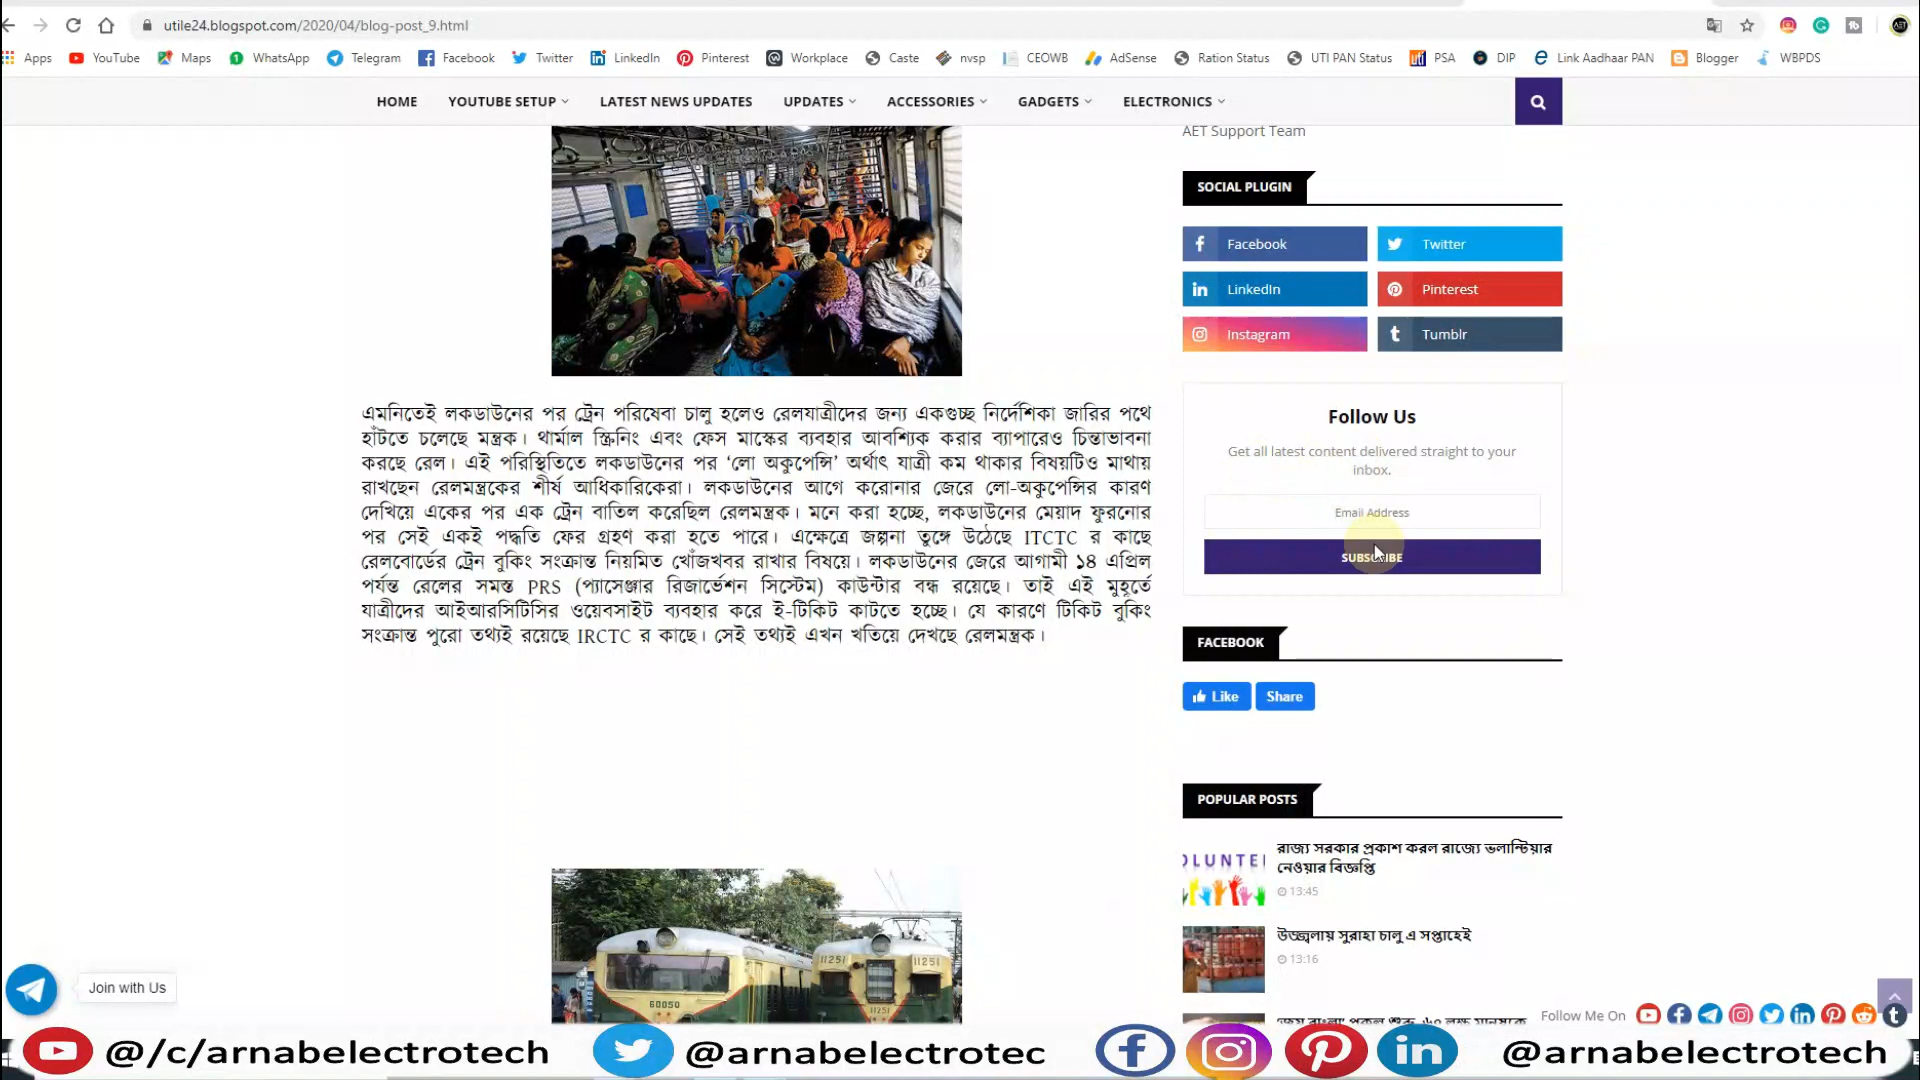 utile24.blogspot.com/2020/04/blog-post_9.html
Apps YouTube Maps WhatsApp Telegram Facebook Twitter LinkedIn Pinterest Workplace Caste nvsp CEOWB AdSense Ration Status UTI PAN Status PSA DIP Link Aadhaar PAN Blogger WBPDS
HOME YOUTUBE SETUP LATEST NEWS UPDATES UPDATES ACCESSORIES GADGETS ELECTRONICS
এমনিতেই লকডাউনের পর ট্রেন পরিষেবা চালু হলেও রেলযাত্রীদের জন্য একগুচ্ছ নির্দেশিকা জারির পথে
হাঁটতে চলেছে মন্ত্রক। থার্মাল স্ক্রিনিং এবং ফেস মাস্কের ব্যবহার আবশ্যিক করার ব্যাপারেও চিন্তাভাবনা
করছে রেল। এই পরিস্থিতিতে লকডাউনের পর ‘লো অকুপেন্সি’ অর্থাৎ যাত্রী কম থাকার বিষয়টিও মাথায়
রাখছেন রেলমন্ত্রকের শীর্ষ আধিকারিকেরা। লকডাউনের আগে করোনার জেরে লো-অকুপেন্সির কারণ
দেখিয়ে একের পর এক ট্রেন বাতিল করেছিল রেলমন্ত্রক। মনে করা হচ্ছে, লকডাউনের মেয়াদ ফুরনোর
পর সেই একই পদ্ধতি ফের গ্রহণ করা হতে পারে। এক্ষেত্রে জল্পনা তুঙ্গে উঠেছে ITCTC র কাছে
রেলবোর্ডের ট্রেন বুকিং সংক্রান্ত নিয়মিত খোঁজখবর রাখার বিষয়ে। লকডাউনের জেরে আগামী ১৪ এপ্রিল
পর্যন্ত রেলের সমস্ত PRS (প্যাসেঞ্জার রিজার্ভেশন সিস্টেম) কাউন্টার বন্ধ রয়েছে। তাই এই মুহূর্তে
যাত্রীদের আইআরসিটিসির ওয়েবসাইট ব্যবহার করে ই-টিকিট কাটতে হচ্ছে। যে কারণে টিকিট বুকিং
সংক্রান্ত পুরো তথ্যই রয়েছে IRCTC র কাছে। সেই তথ্যই এখন খতিয়ে দেখছে রেলমন্ত্রক।
60050
11251 11251
11251
AET Support Team
SOCIAL PLUGIN
Facebook Twitter
LinkedIn Pinterest
Instagram Tumblr
Follow Us
Get all latest content delivered straight to your
inbox.
Email Address
SUBSCRIBE
FACEBOOK
Like Share
POPULAR POSTS
OLUNTE
রাজ্য সরকার প্রকাশ করল রাজ্যে ভলান্টিয়ার
নেওয়ার বিজ্ঞপ্তি
13:45
উজ্জ্বলায় সুরাহা চালু এ সপ্তাহেই
13:16
Join with Us
Follow Me On
@/c/arnabelectrotech @arnabelectrotec @arnabelectrotech